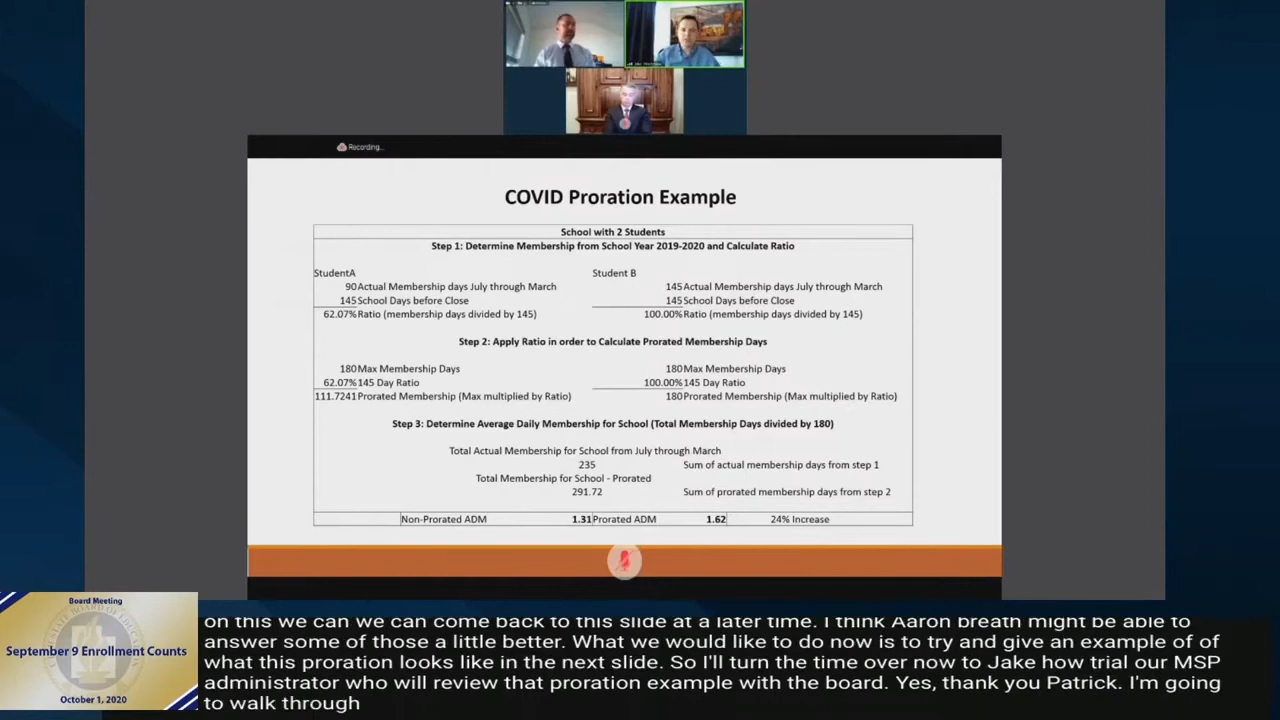 Recording...
COVID Proration Example
School with 2 Students
Step 1: Determine Membership from School Year 2019-2020 and Calculate Ratio
StudentA Student B
90 Actual Membership days July through March 145 Actual Membership days July through March
145 School Days before Close 145 School Days before Close
62.07% Ratio (membership days divided by 145) 100.00% Ratio (membership days divided by 145)
Step 2: Apply Ratio in order to Calculate Prorated Membership Days
180 Max Membership Days 180 Max Membership Days
62.07% 145 Day Ratio 100.00% 145 Day Ratio
111.7241 Prorated Membership (Max multiplied by Ratio) 180 Prorated Membership (Max multiplied by Ratio)
Step 3: Determine Average Daily Membership for School (Total Membership Days divided by 180)
Total Actual Membership for School from July through March
235 Sum of actual membership days from step 1
Total Membership for School - Prorated
291.72 Sum of prorated membership days from step 2
Non-Prorated ADM 1.31 Prorated ADM 1.62 24% Increase
Board Meeting
September 9 Enrollment Counts
October 1, 2020
on this we can we can come back to this slide at a later time. I think Aaron breath might be able to
answer some of those a little better. What we would like to do now is to try and give an example of of
what this proration looks like in the next slide. So I'll turn the time over now to Jake how trial our MSP
administrator who will review that proration example with the board. Yes, thank you Patrick. I'm going
to walk through